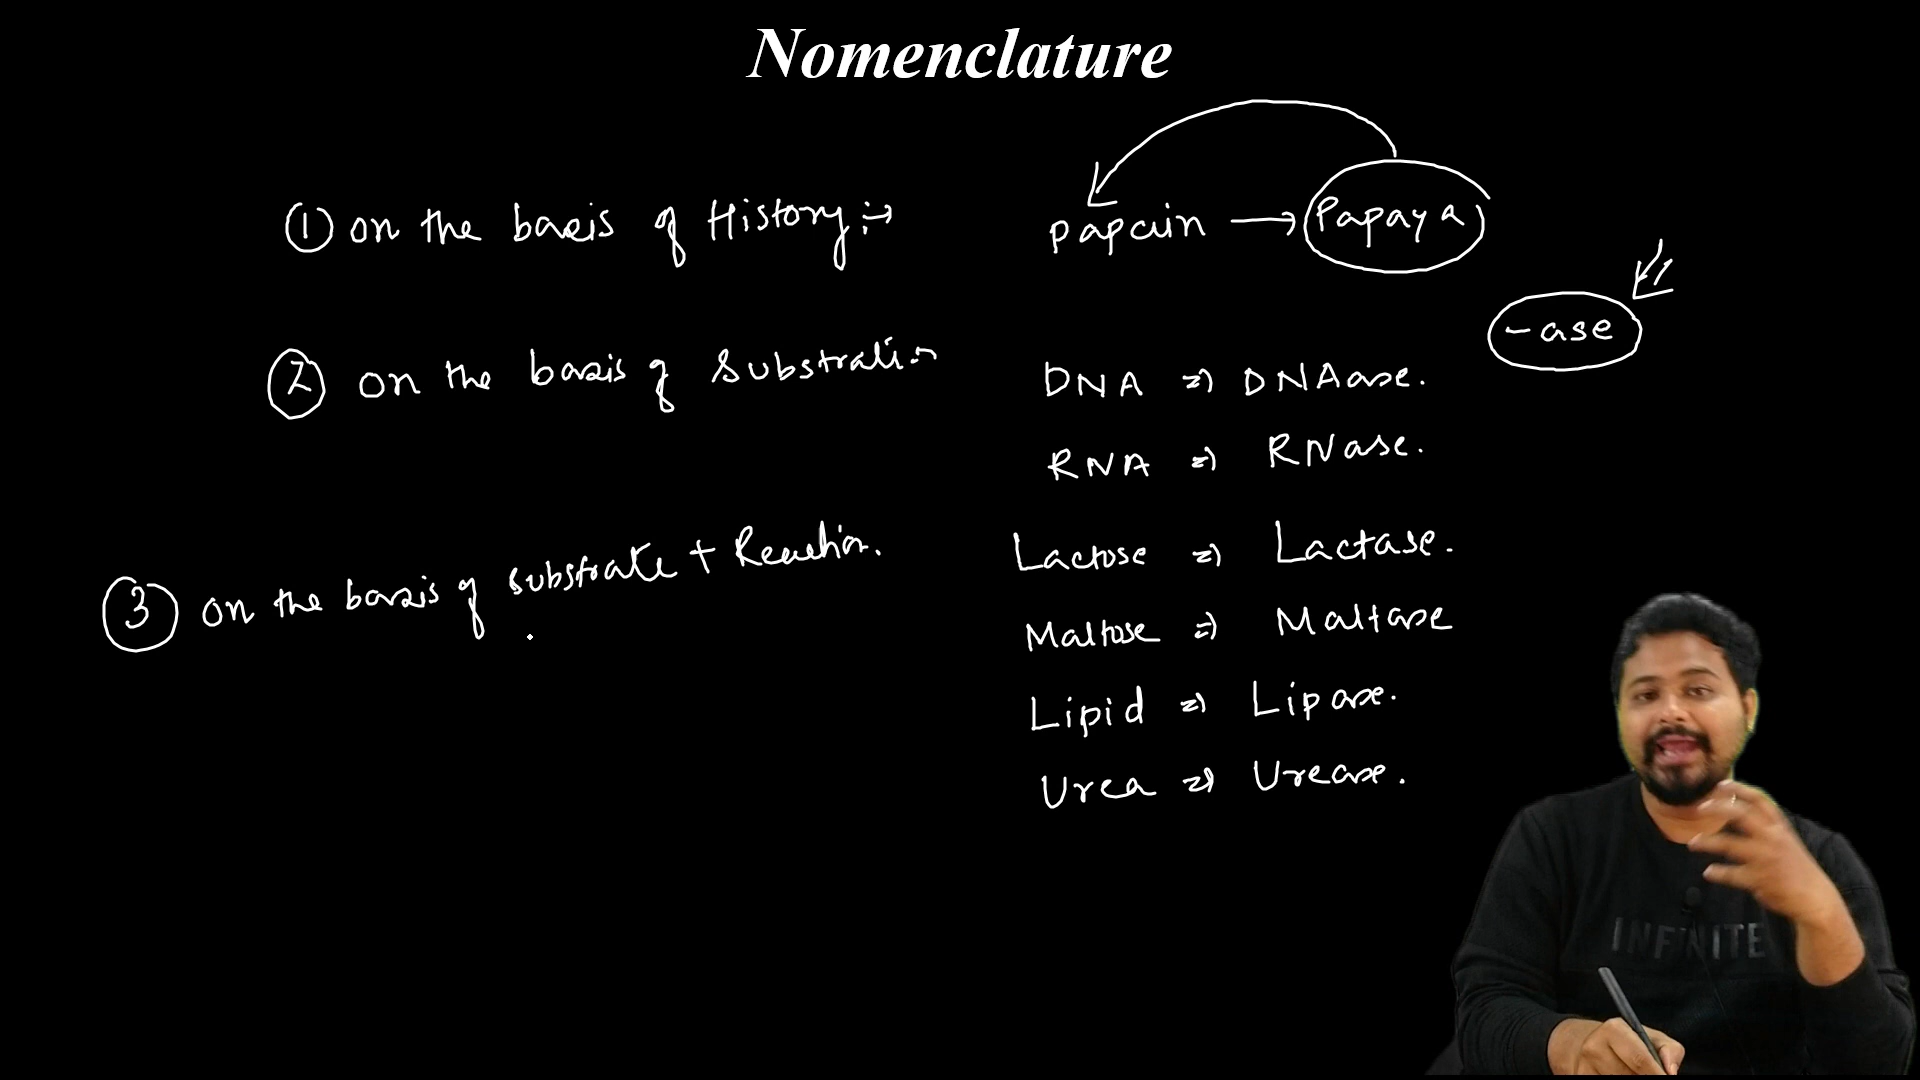 Nomenclature
① on the basis of History :→ papain → Papaya
-ase
② on the basis of Substrate :→ DNA ⇒ DNAase.
RNA ⇒ RNase.
③ on the basis of substrate + Reaction.
Lactose ⇒ Lactase.
Maltose ⇒ Maltase
Lipid ⇒ Lipase.
Urea ⇒ Urease.
INFINITE